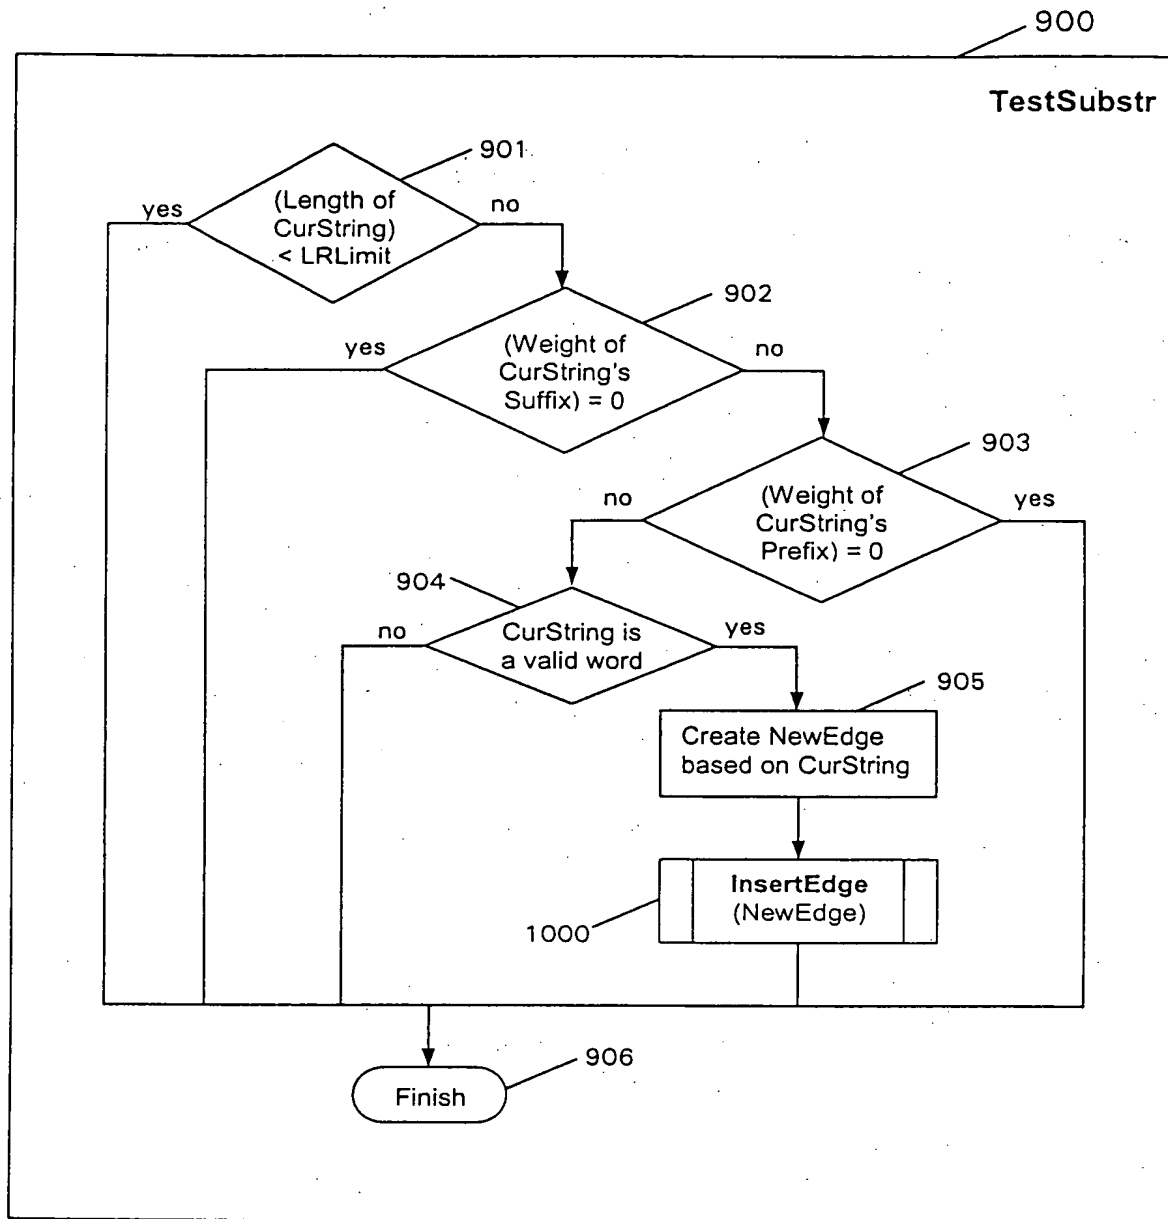 900
TestSubstr
901
yes
(Length of
CurString)
< LRLimit
no
902
yes
(Weight of
CurString's
Suffix) = 0
no
903
no
(Weight of
CurString's
Prefix) = 0
yes
904
no
CurString is
a valid word
yes
905
Create NewEdge
based on CurString
InsertEdge
(NewEdge)
1000
906
Finish